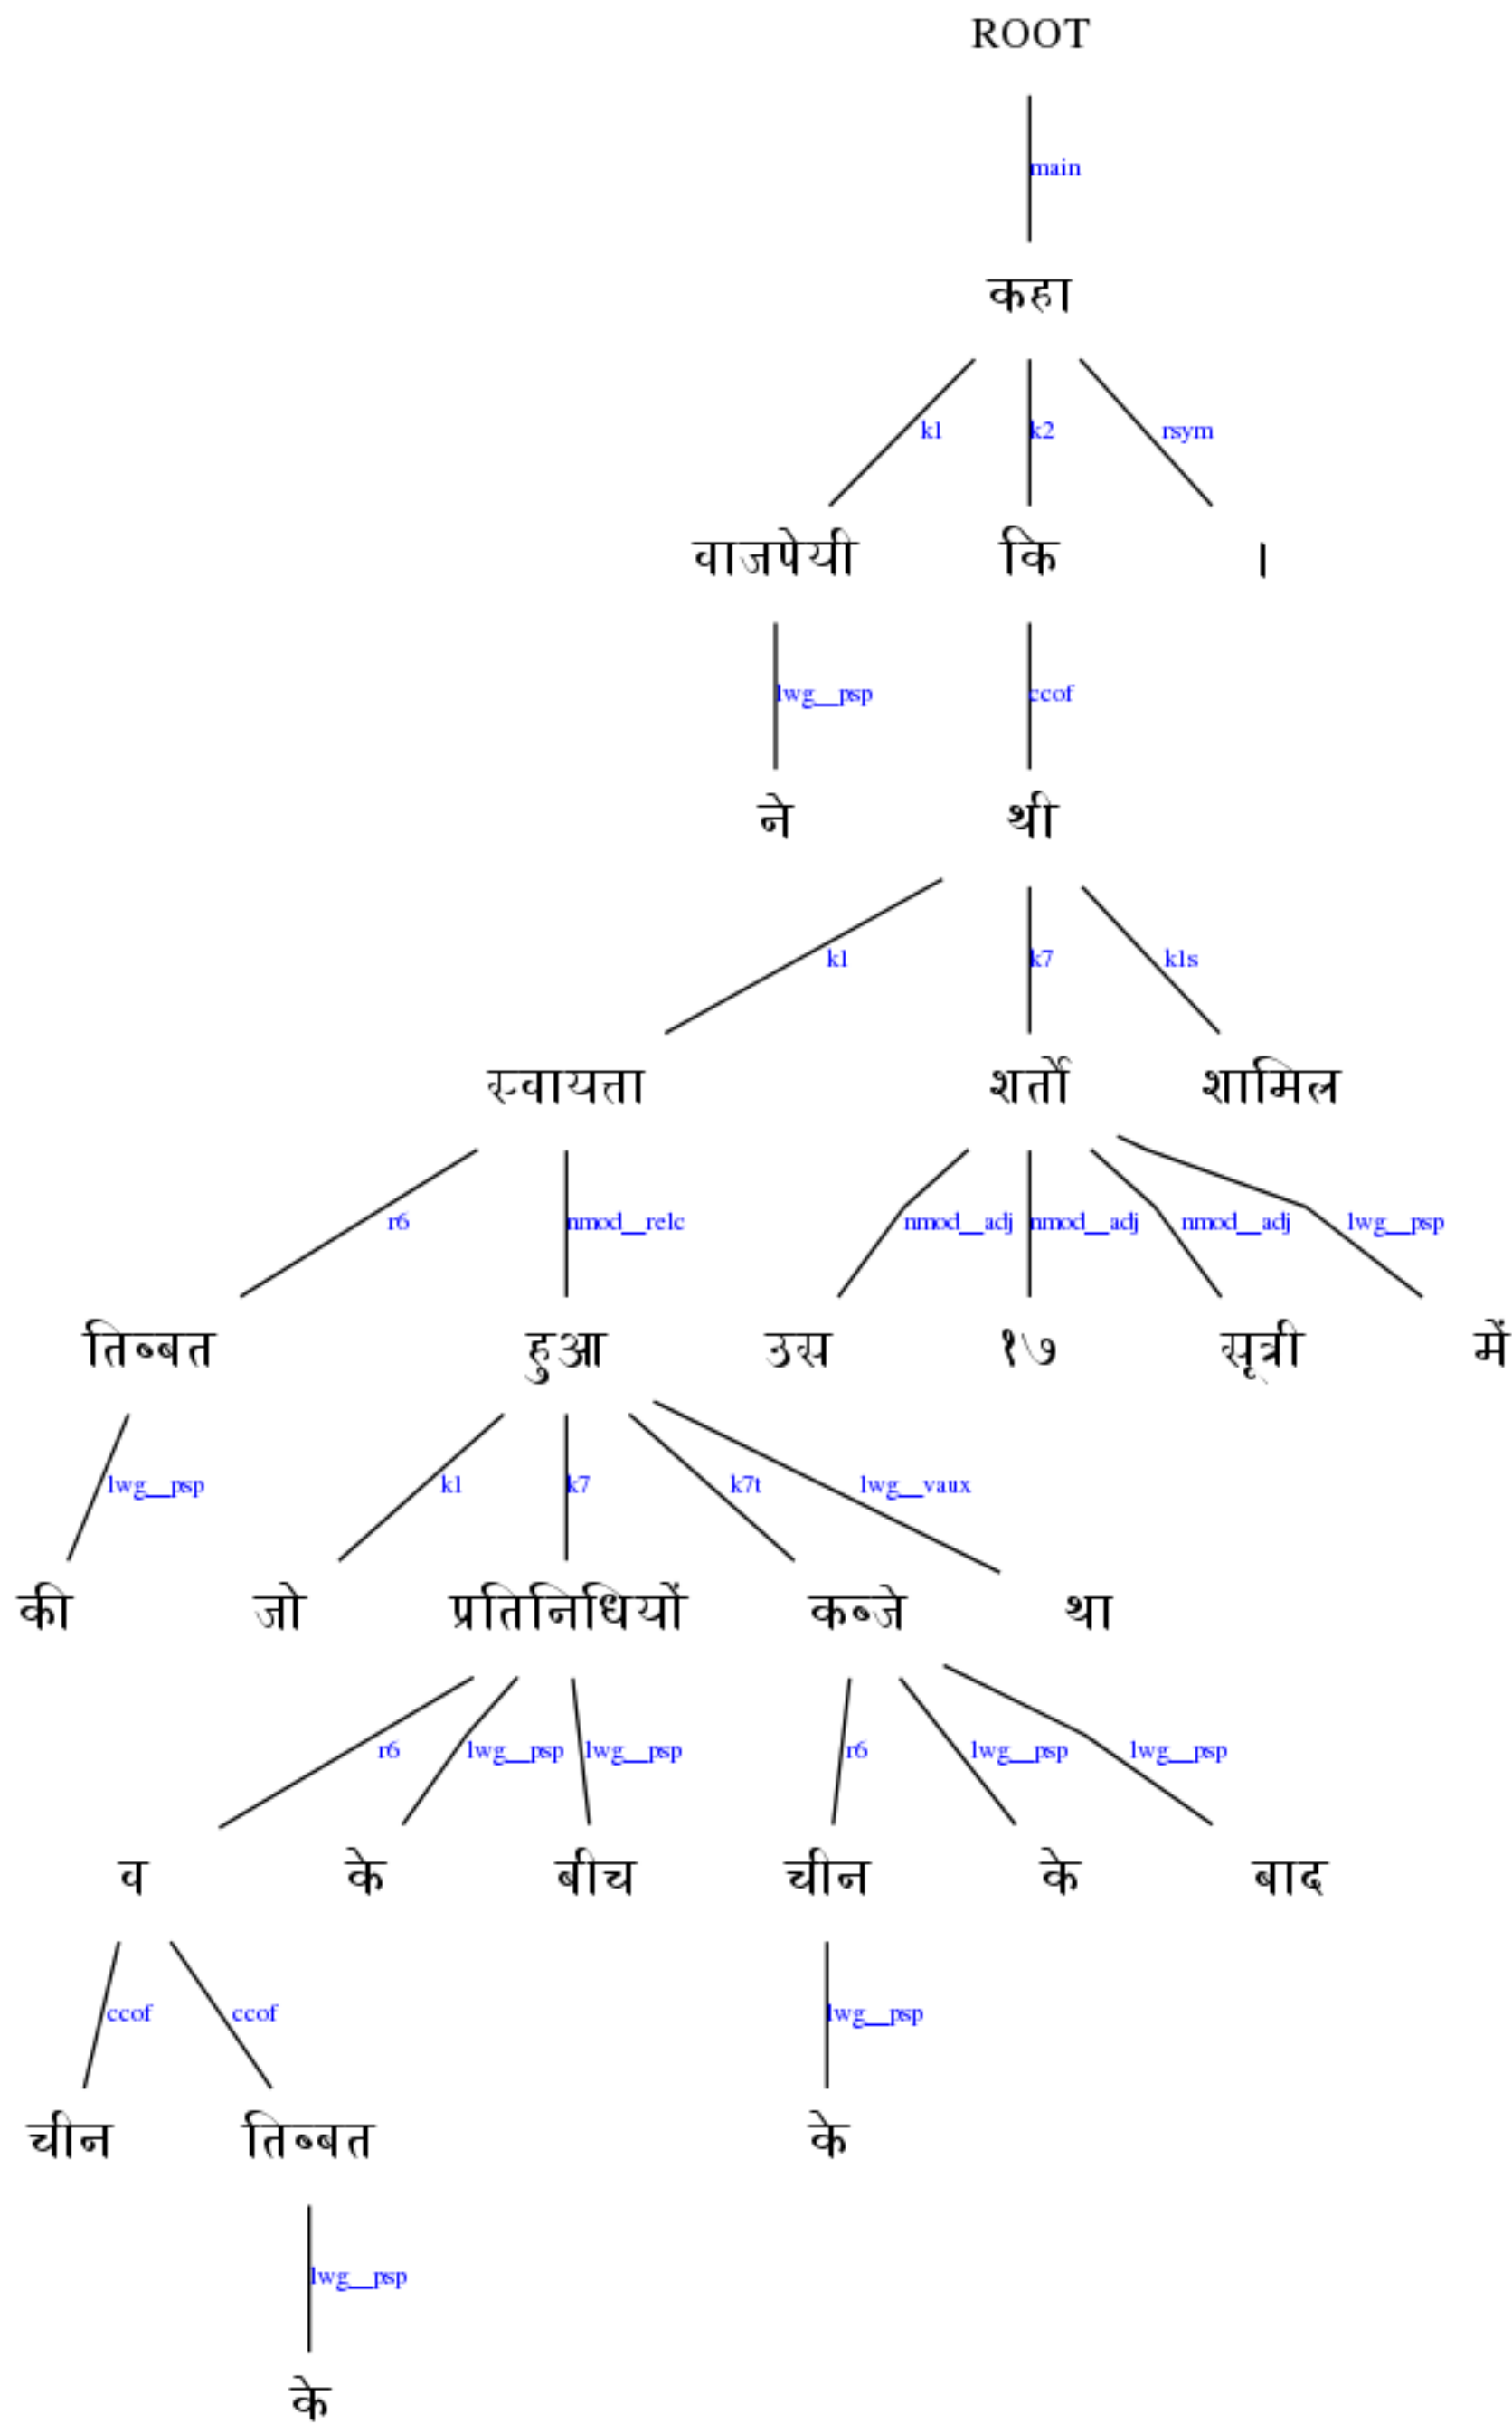 ROOT
main
कहा
k1 k2 rsym
वाजपेयी कि ।
lwg__psp ccof
ने थी
k1 k7 k1s
स्वायत्ता शर्तो शामिल
r6 nmod__relc nmod__adj nmod__adj nmod__adj lwg__psp
तिब्बत हुआ उस १७ सूत्री में
lwg__psp k1 k7 k7t lwg__vaux
की जो प्रतिनिधियों कब्जे था
r6 lwg__psp lwg__psp r6 lwg__psp lwg__psp
व के बीच चीन के बाद
ccof ccof lwg__psp
चीन तिब्बत के
lwg__psp
के